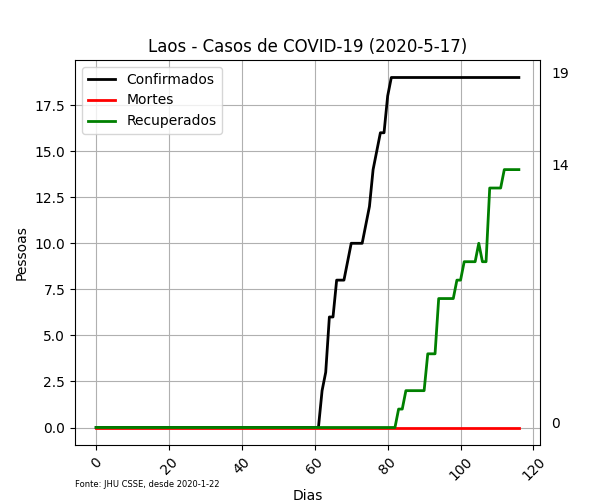 Laos - Casos de COVID-19 (2020-5-17)
Confirmados
Mortes
Recuperados
19
14
0
Pessoas
17.5
15.0
12.5
10.0
7.5
5.0
2.5
0.0
0 20 40 60 80 100 120
Fonte: JHU CSSE, desde 2020-1-22
Dias